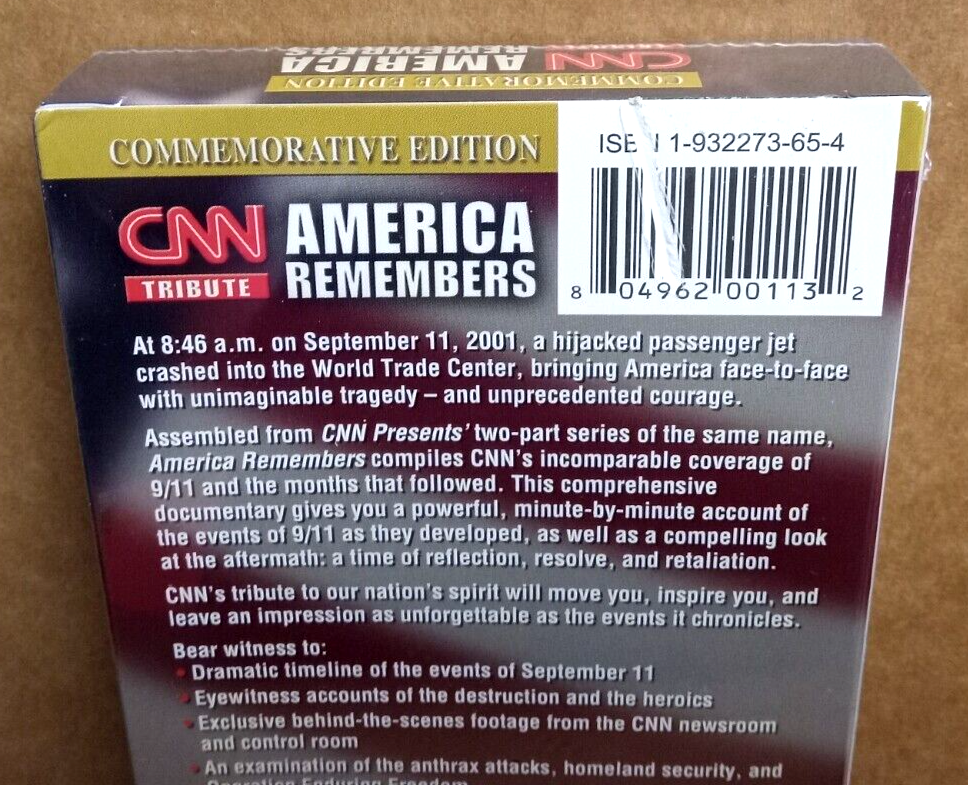 CNN AMERICA
REMEMBERS
COMMEMORATIVE EDITION
COMMEMORATIVE EDITION
ISBN 1-932273-65-4
8 04962 00113 2
CNN AMERICA
TRIBUTE REMEMBERS
At 8:46 a.m. on September 11, 2001, a hijacked passenger jet
crashed into the World Trade Center, bringing America face-to-face
with unimaginable tragedy – and unprecedented courage.
Assembled from CNN Presents' two-part series of the same name,
America Remembers compiles CNN's incomparable coverage of
9/11 and the months that followed. This comprehensive
documentary gives you a powerful, minute-by-minute account of
the events of 9/11 as they developed, as well as a compelling look
at the aftermath: a time of reflection, resolve, and retaliation.
CNN's tribute to our nation's spirit will move you, inspire you, and
leave an impression as unforgettable as the events it chronicles.
Bear witness to:
• Dramatic timeline of the events of September 11
• Eyewitness accounts of the destruction and the heroics
• Exclusive behind-the-scenes footage from the CNN newsroom
and control room
• An examination of the anthrax attacks, homeland security, and
Operation Enduring Freedom